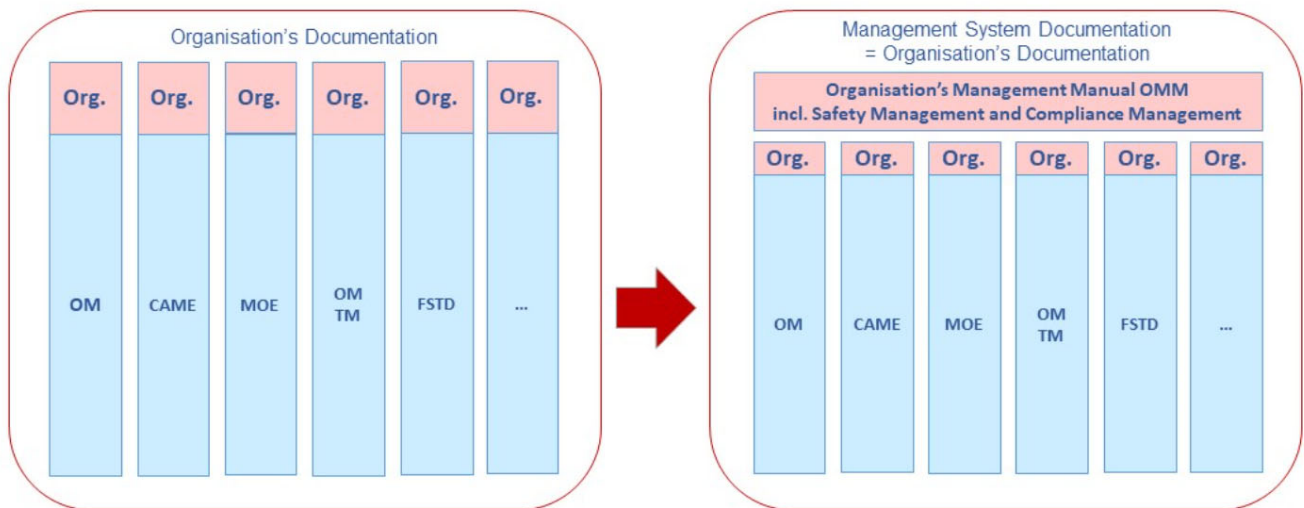 Organisation's Documentation
Org.
Org.
Org.
Org.
Org.
Org.
OM
CAME
MOE
OM
TM
FSTD
...
Management System Documentation
= Organisation's Documentation
Organisation's Management Manual OMM
incl. Safety Management and Compliance Management
Org.
Org.
Org.
Org.
Org.
Org.
OM
CAME
MOE
OM
TM
FSTD
...